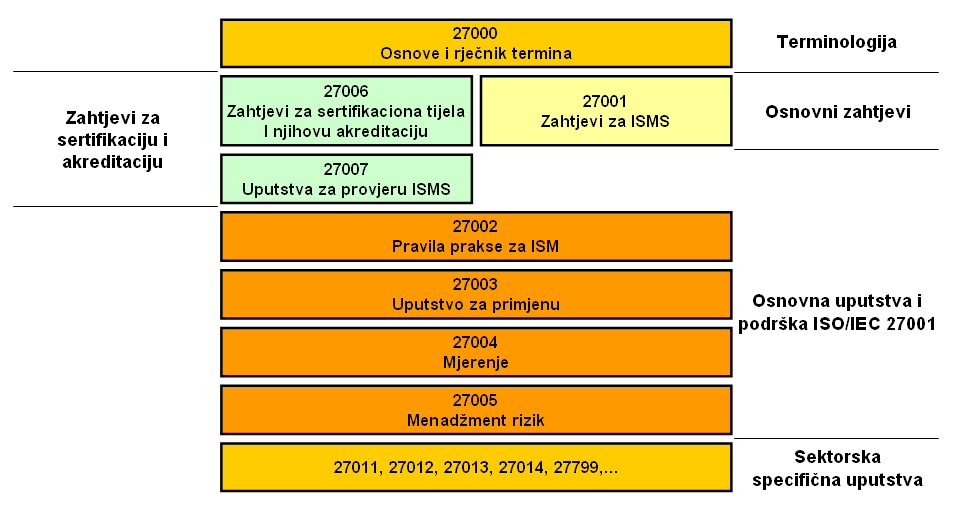 27000
Osnove i rječnik termina
Terminologija
Zahtjevi za
sertifikaciju i
akreditaciju
27006
Zahtjevi za sertifikaciona tijela
I njihovu akreditaciju
27001
Zahtjevi za ISMS
Osnovni zahtjevi
27007
Uputstva za provjeru ISMS
27002
Pravila prakse za ISM
27003
Uputstvo za primjenu
27004
Mjerenje
27005
Menadžment rizik
Osnovna uputstva i
podrška ISO/IEC 27001
27011, 27012, 27013, 27014, 27799,...
Sektorska
specifična uputstva